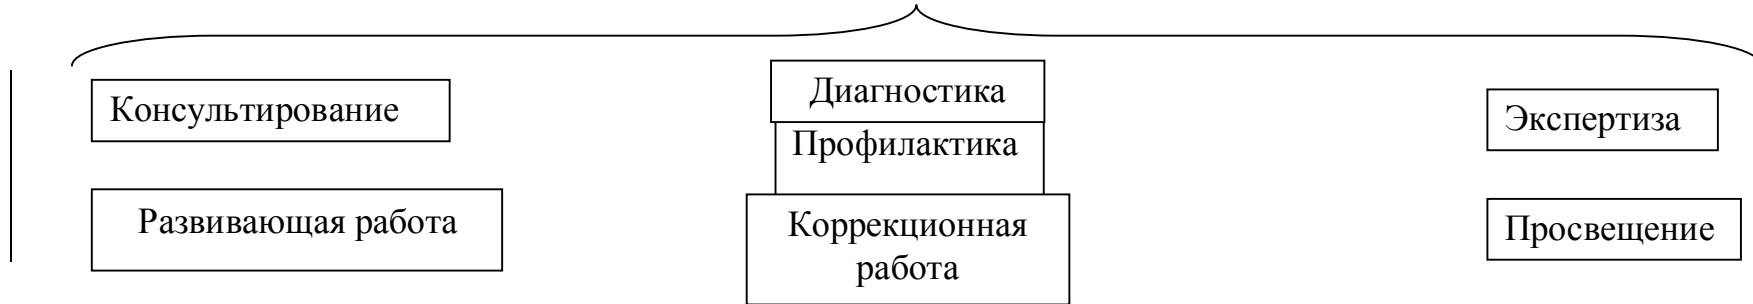 Консультирование
Диагностика
Экспертиза
Профилактика
Развивающая работа
Коррекционная
работа
Просвещение